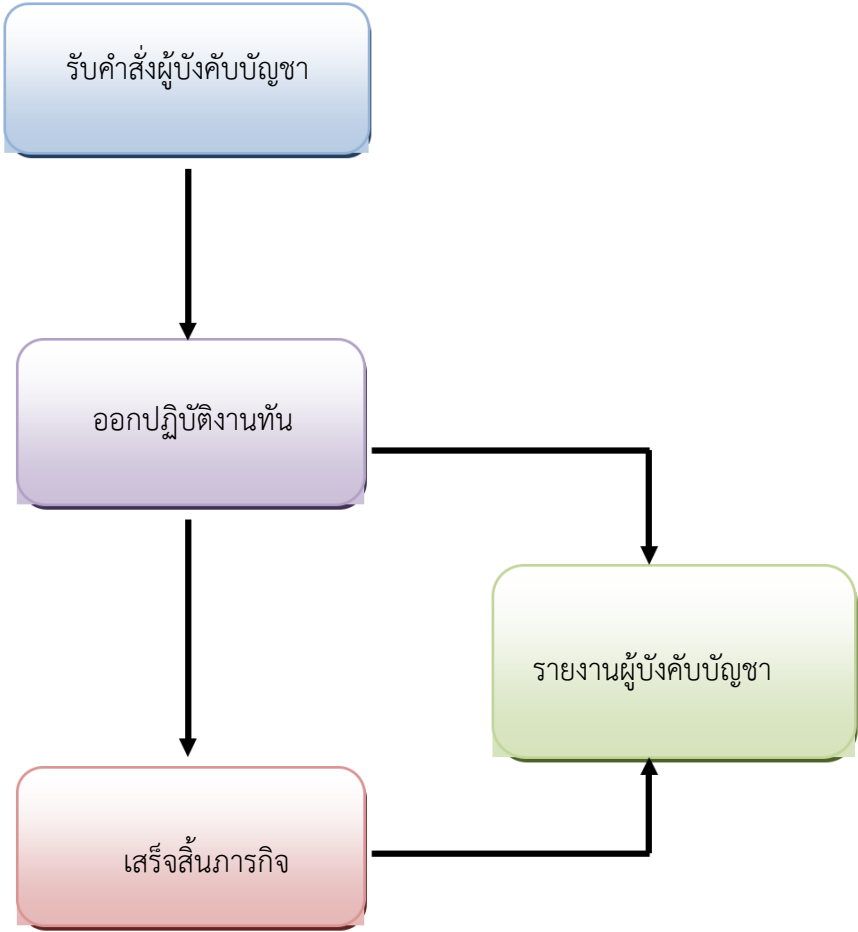 รับคำสั่งผู้บังคับบัญชา
ออกปฏิบัติงานทัน
รายงานผู้บังคับบัญชา
เสร็จสิ้นภารกิจ